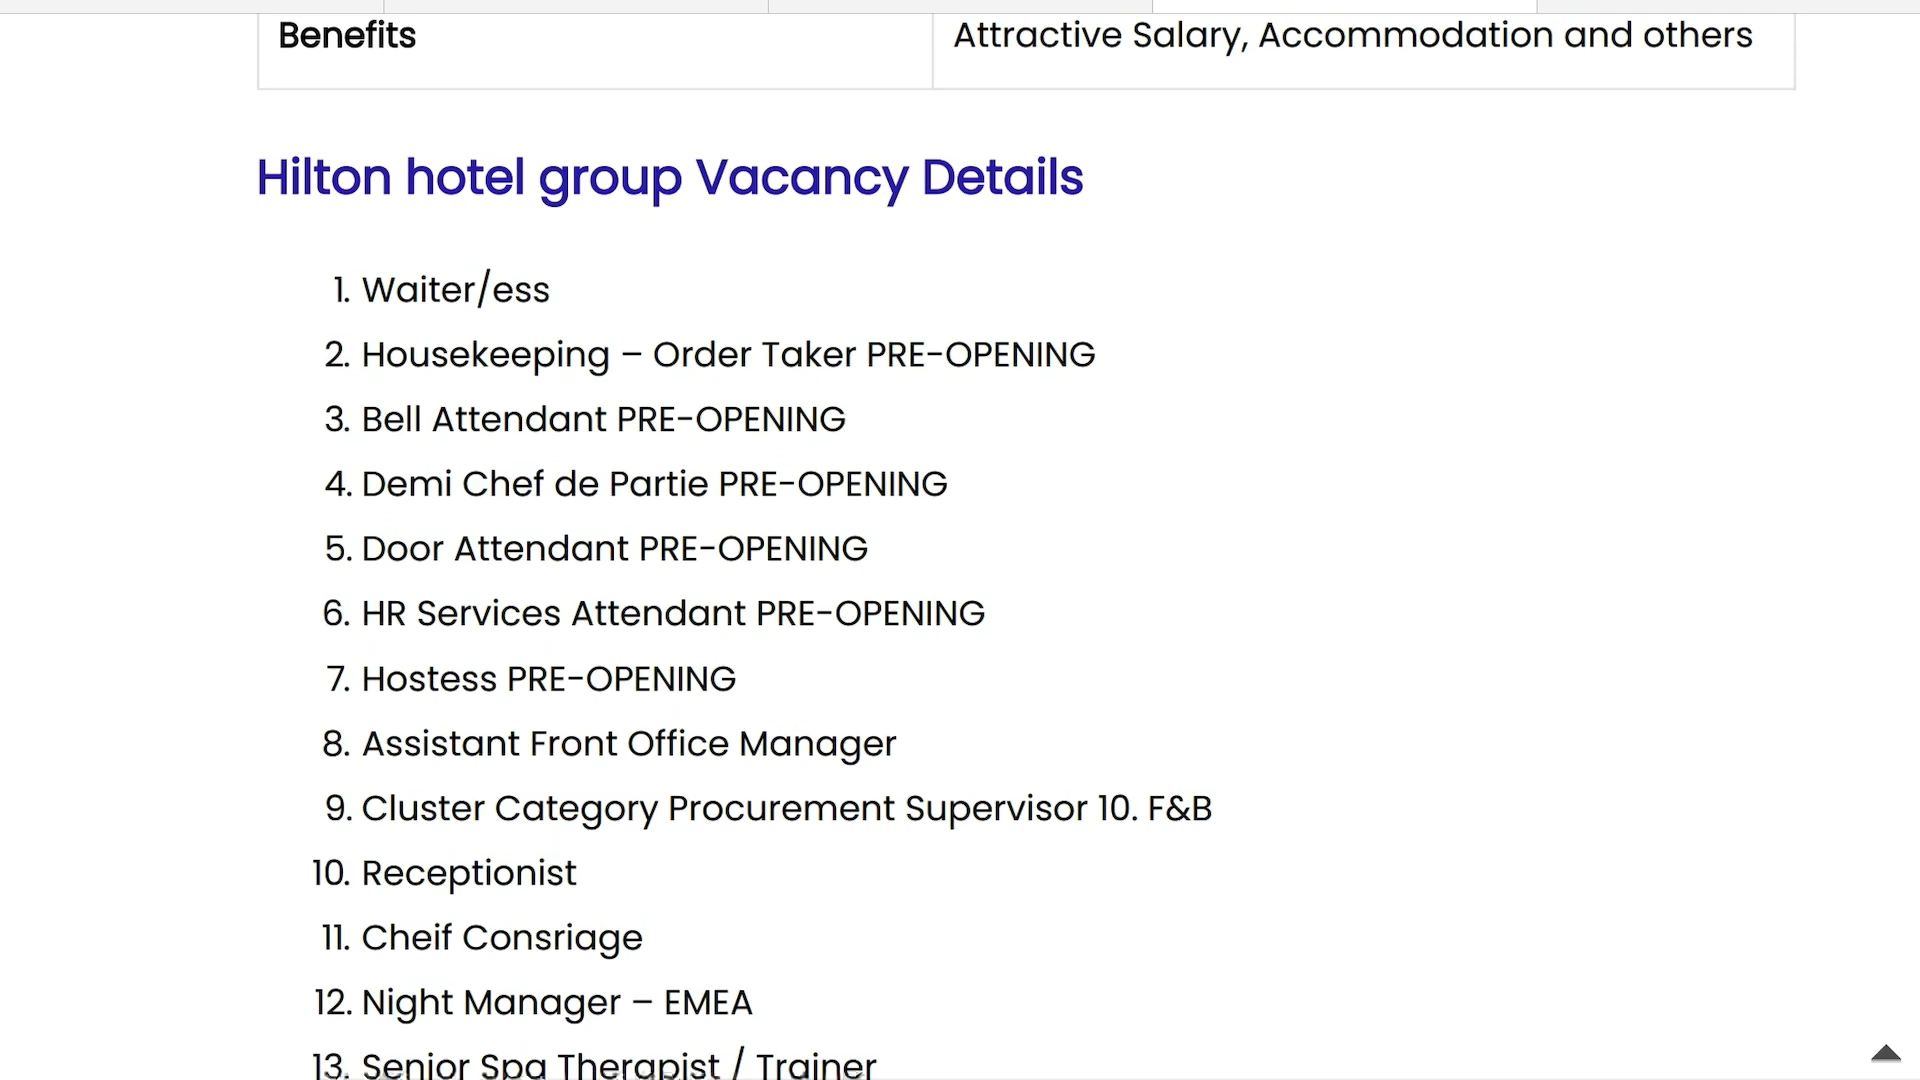 Benefits
Attractive Salary, Accommodation and others
Hilton hotel group Vacancy Details
1. Waiter/ess
2. Housekeeping – Order Taker PRE-OPENING
3. Bell Attendant PRE-OPENING
4. Demi Chef de Partie PRE-OPENING
5. Door Attendant PRE-OPENING
6. HR Services Attendant PRE-OPENING
7. Hostess PRE-OPENING
8. Assistant Front Office Manager
9. Cluster Category Procurement Supervisor 10. F&B
10. Receptionist
11. Cheif Consriage
12. Night Manager – EMEA
13. Senior Spa Therapist / Trainer